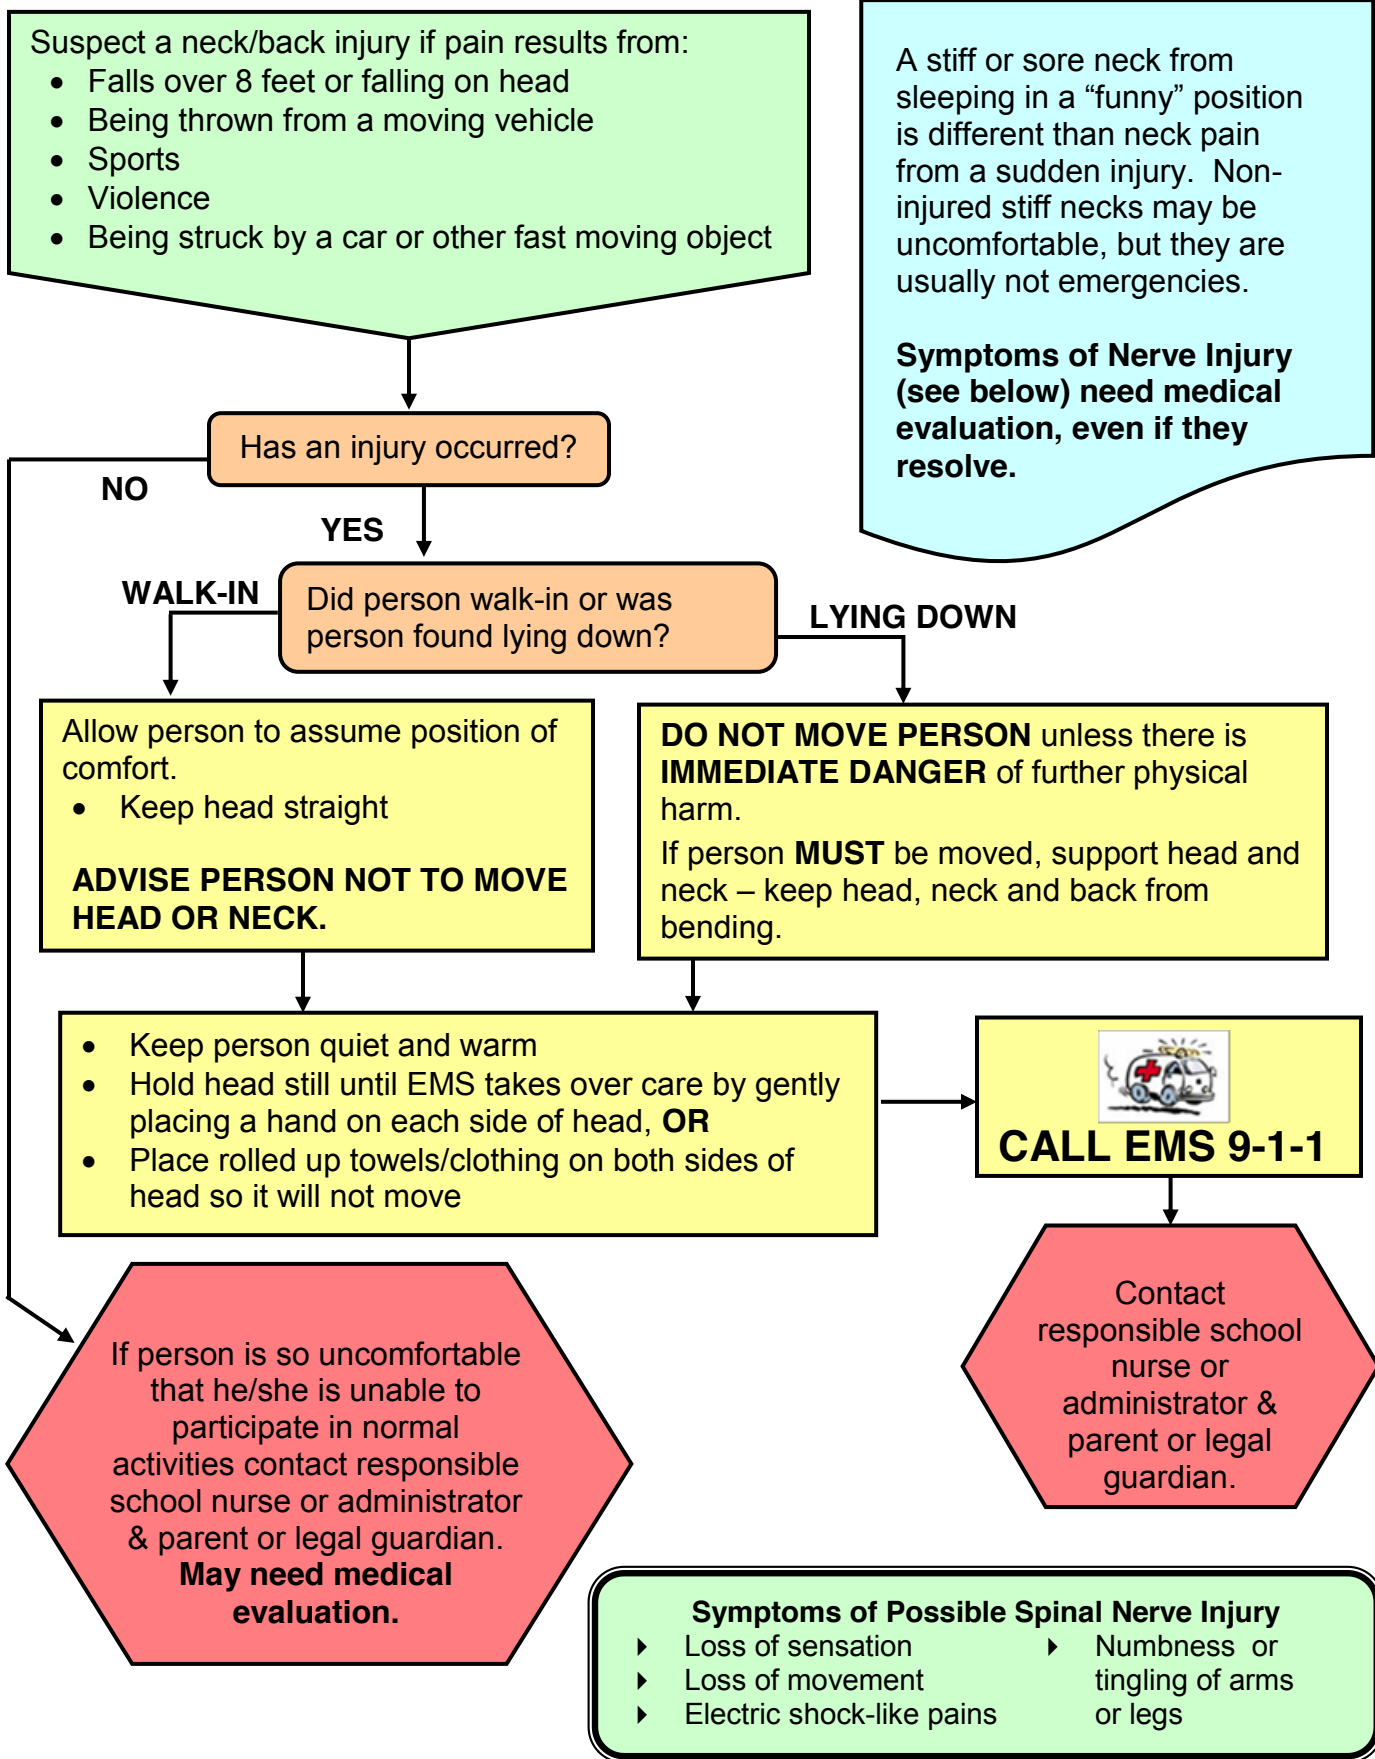 Suspect a neck/back injury if pain results from:
• Falls over 8 feet or falling on head
• Being thrown from a moving vehicle
• Sports
• Violence
• Being struck by a car or other fast moving object
A stiff or sore neck from
sleeping in a “funny” position
is different than neck pain
from a sudden injury.  Non-
injured stiff necks may be
uncomfortable, but they are
usually not emergencies.
Symptoms of Nerve Injury
(see below) need medical
evaluation, even if they
resolve.
Has an injury occurred?
NO
YES
WALK-IN
Did person walk-in or was
person found lying down?
LYING DOWN
Allow person to assume position of
comfort.
• Keep head straight
ADVISE PERSON NOT TO MOVE
HEAD OR NECK.
DO NOT MOVE PERSON unless there is
IMMEDIATE DANGER of further physical
harm.
If person MUST be moved, support head and
neck – keep head, neck and back from
bending.
• Keep person quiet and warm
• Hold head still until EMS takes over care by gently
placing a hand on each side of head, OR
• Place rolled up towels/clothing on both sides of
head so it will not move
CALL EMS 9-1-1
Contact
responsible school
nurse or
administrator &
parent or legal
guardian.
If person is so uncomfortable
that he/she is unable to
participate in normal
activities contact responsible
school nurse or administrator
& parent or legal guardian.
May need medical
evaluation.
Symptoms of Possible Spinal Nerve Injury
Loss of sensation
Loss of movement
Electric shock-like pains
Numbness  or
tingling of arms
or legs